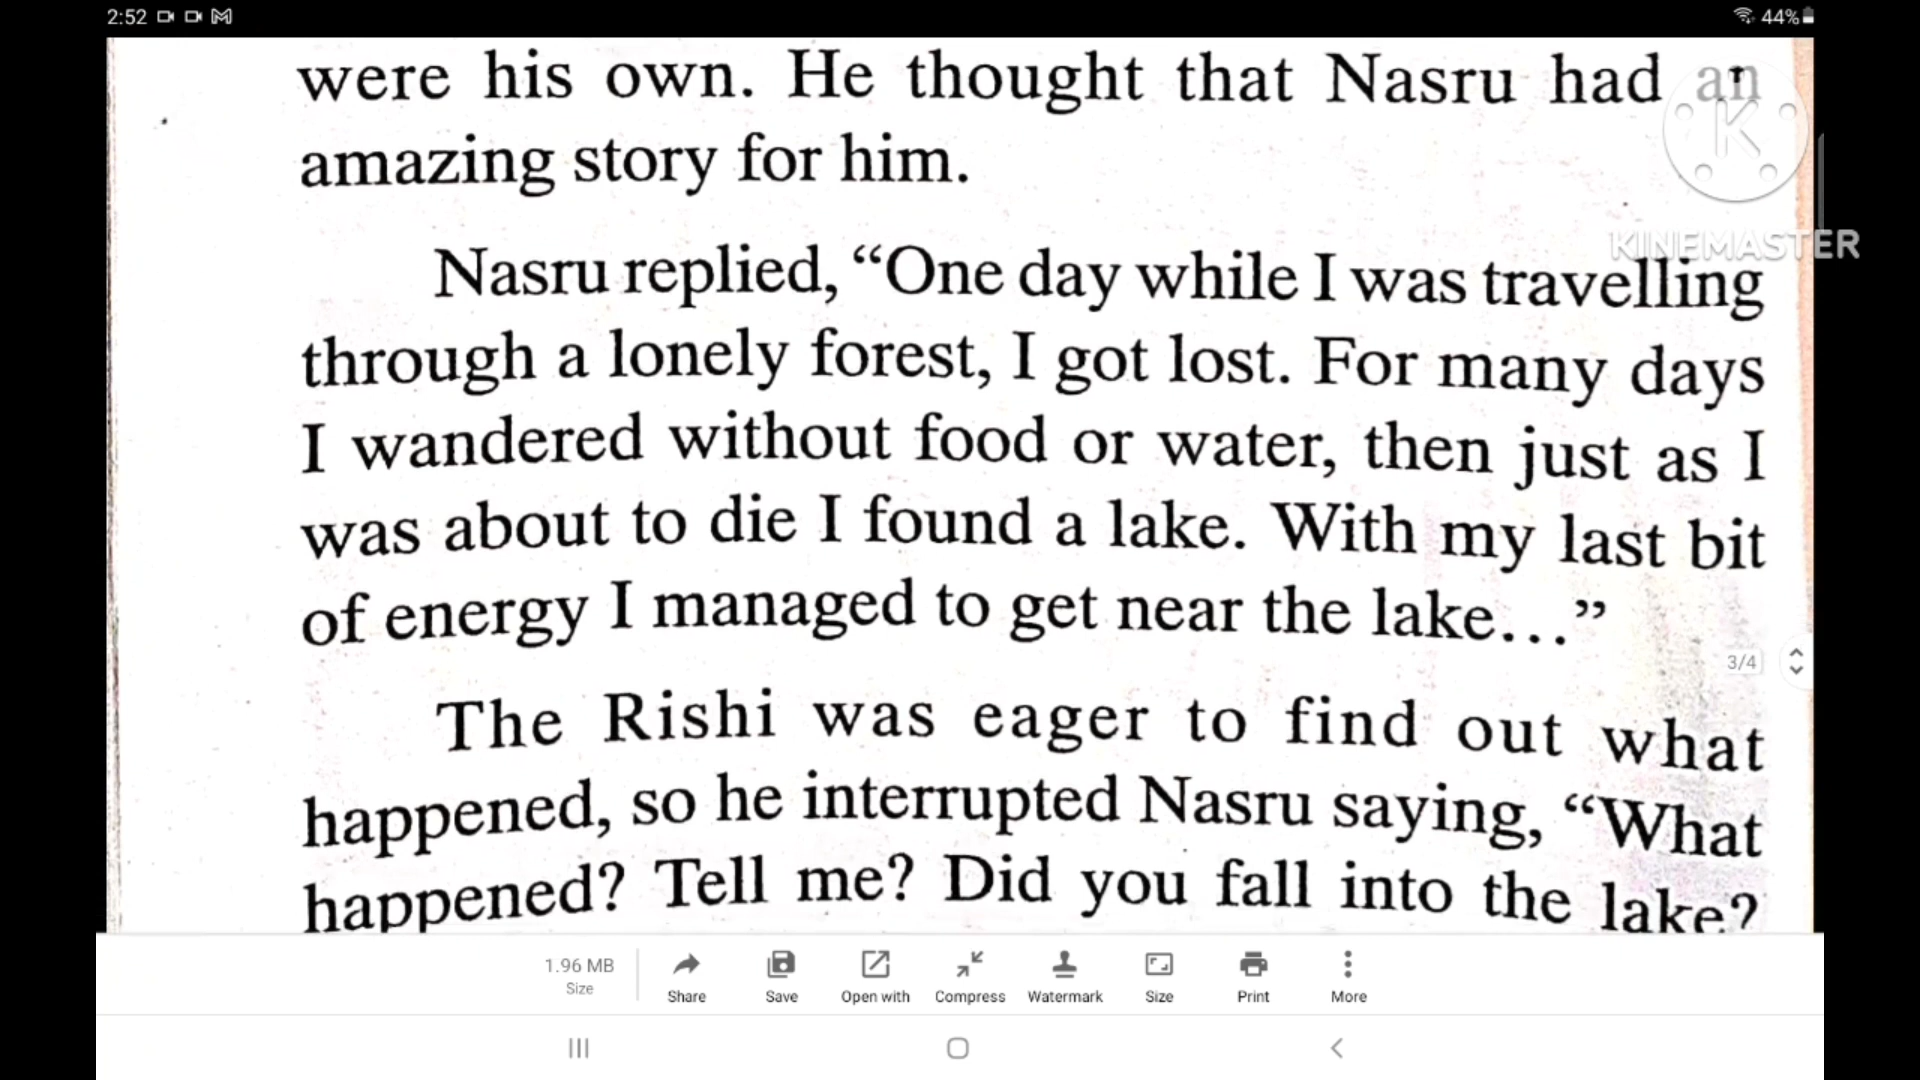 2:52
44%
were his own. He thought that Nasru had an
K
amazing story for him.
KINEMASTER
Nasru replied, “One day while I was travelling
through a lonely forest, I got lost. For many days
I wandered without food or water, then just as I
was about to die I found a lake. With my last bit
of energy I managed to get near the lake...”
3/4
The Rishi was eager to find out what
happened, so he interrupted Nasru saying, “What
happened? Tell me? Did you fall into the lake?
1.96 MB
Size
Share Save Open with Compress Watermark Size Print More